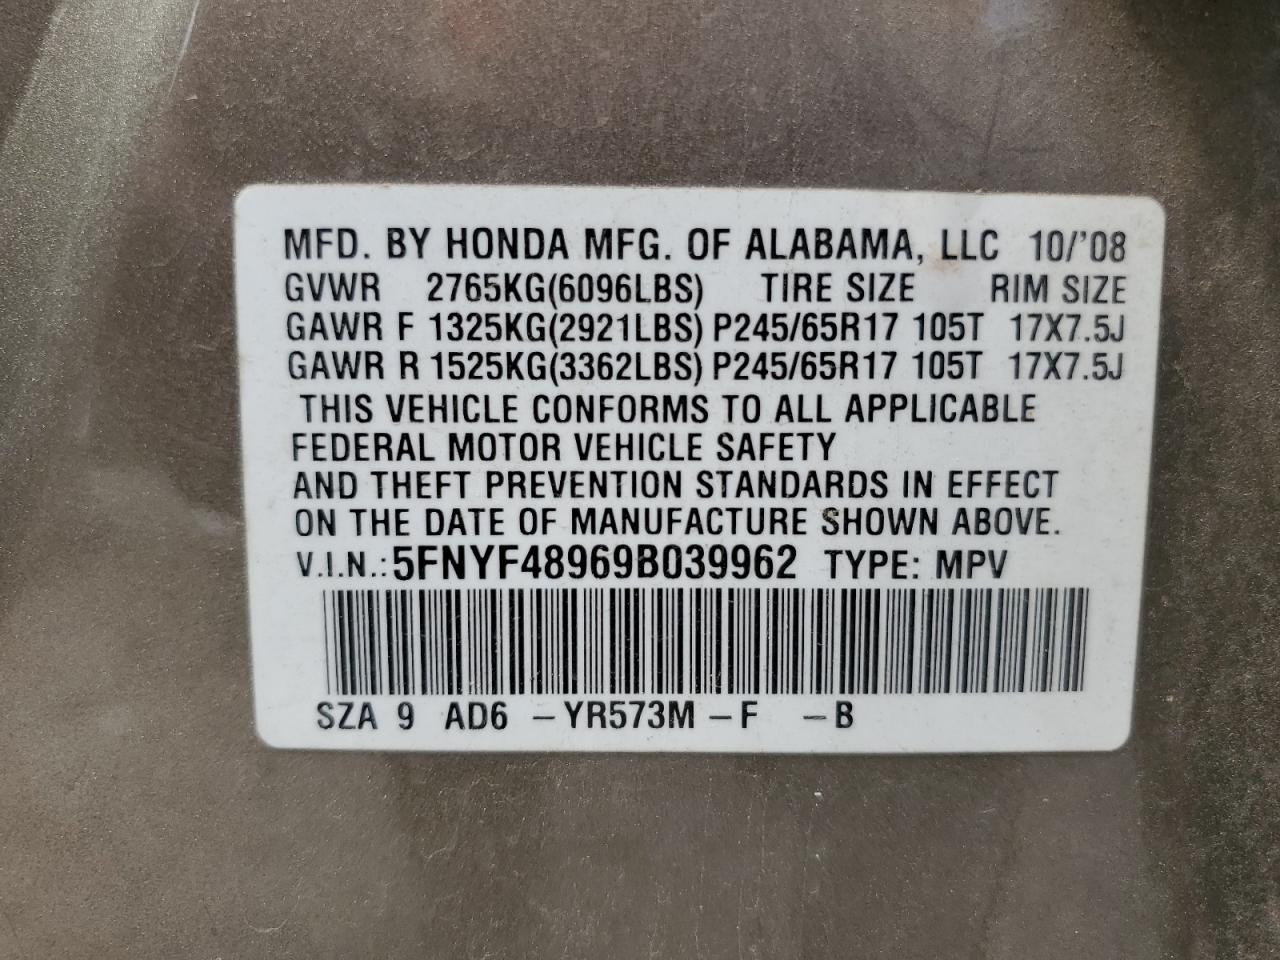 MFD. BY HONDA MFG. OF ALABAMA, LLC 10/'08
GVWR 2765KG(6096LBS) TIRE SIZE RIM SIZE
GAWR F 1325KG(2921LBS) P245/65R17 105T 17X7.5J
GAWR R 1525KG(3362LBS) P245/65R17 105T 17X7.5J
THIS VEHICLE CONFORMS TO ALL APPLICABLE
FEDERAL MOTOR VEHICLE SAFETY
AND THEFT PREVENTION STANDARDS IN EFFECT
ON THE DATE OF MANUFACTURE SHOWN ABOVE.
V.I.N.: 5FNYF48969B039962 TYPE: MPV
SZA 9 AD6 -YR573M -F -B